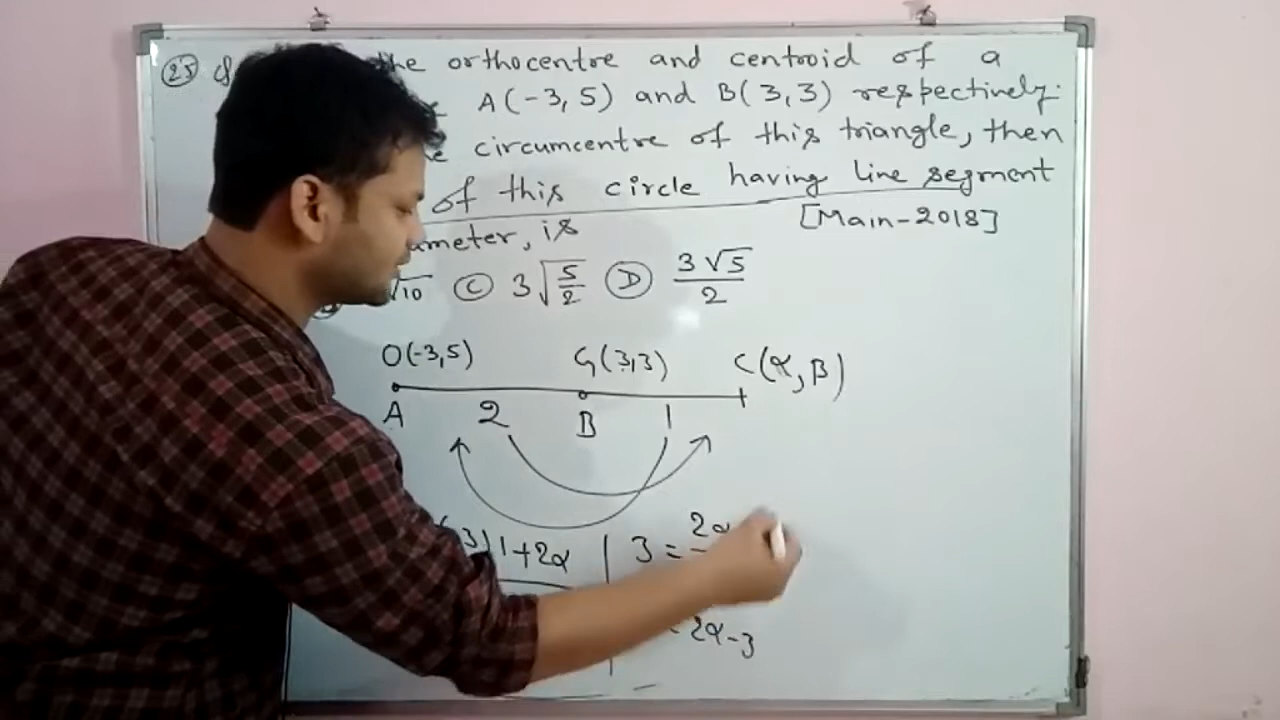 25 the orthocentre and centroid of a
A(-3, 5) and B(3, 3) respectively.
circumcentre of this triangle, then
of this circle having line segment
meter, is [Main-2018]
√10 (C) 3√(5/2) (D) 3√5/2
O(-3,5) G(3,3) C(α, β)
A 2 B 1
3)1+2α 3 = 2α
= 2α-3